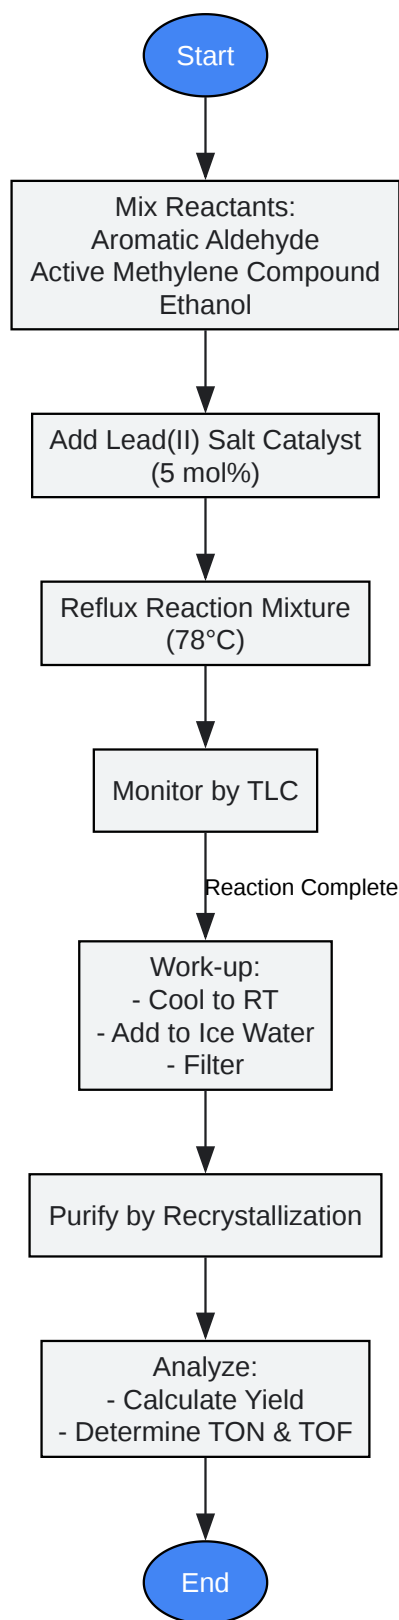 Start
Mix Reactants:
Aromatic Aldehyde
Active Methylene Compound
Ethanol
Add Lead(II) Salt Catalyst
(5 mol%)
Reflux Reaction Mixture
(78°C)
Monitor by TLC
Reaction Complete
Work-up:
- Cool to RT
- Add to Ice Water
- Filter
Purify by Recrystallization
Analyze:
- Calculate Yield
- Determine TON & TOF
End